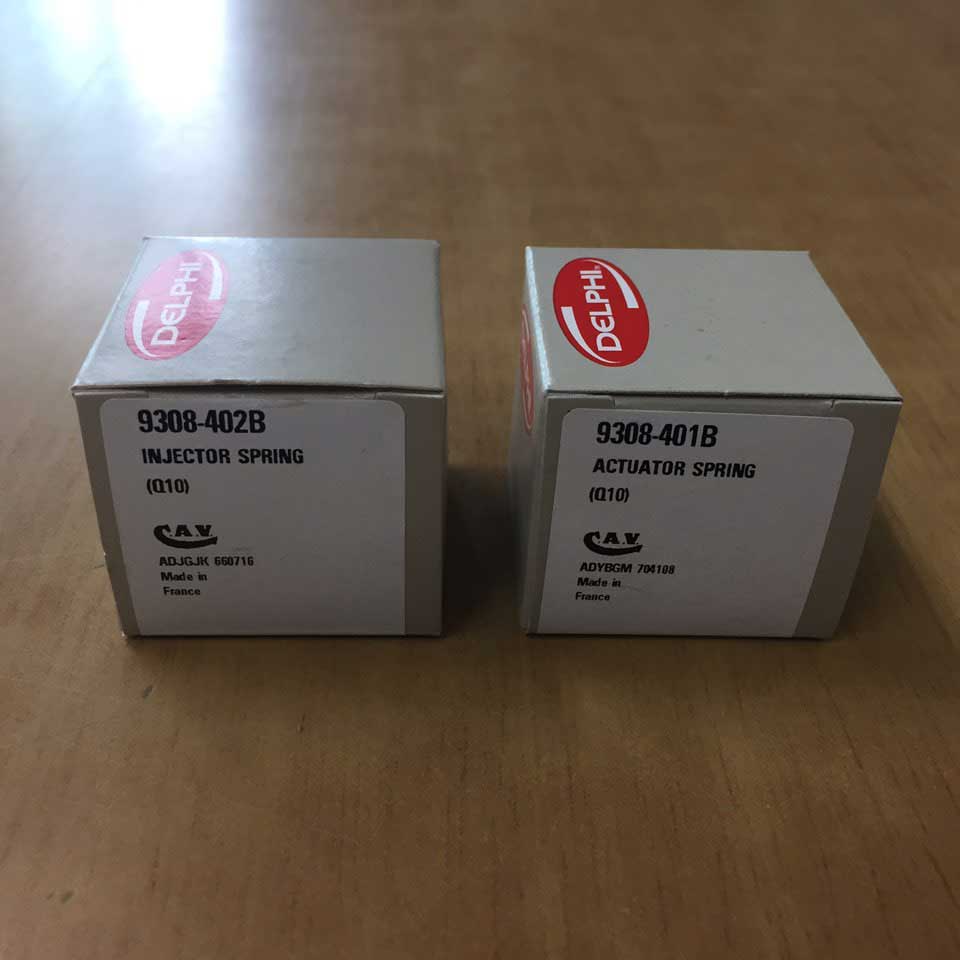 DELPHI
9308-402B
INJECTOR SPRING
(Q10)
C.A.V.
ADJGJK 660716
Made in
France
DELPHI®
9308-401B
ACTUATOR SPRING
(Q10)
C.A.V.
ADYBGM 704108
Made in
France